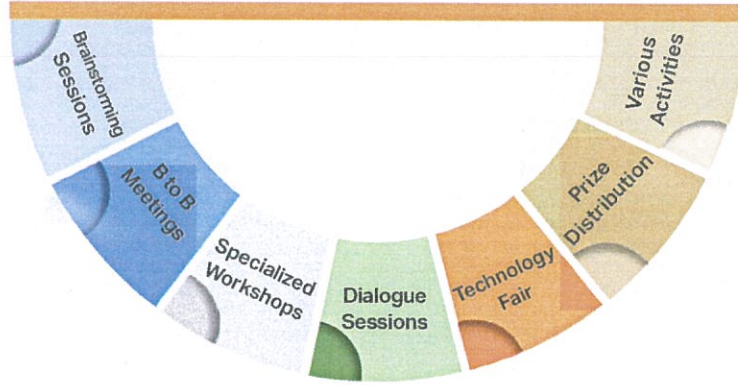 Brainstorming
Sessions
B to B
Meetings
Specialized
Workshops
Dialogue
Sessions
Technology
Fair
Prize
Distribution
Various
Activities